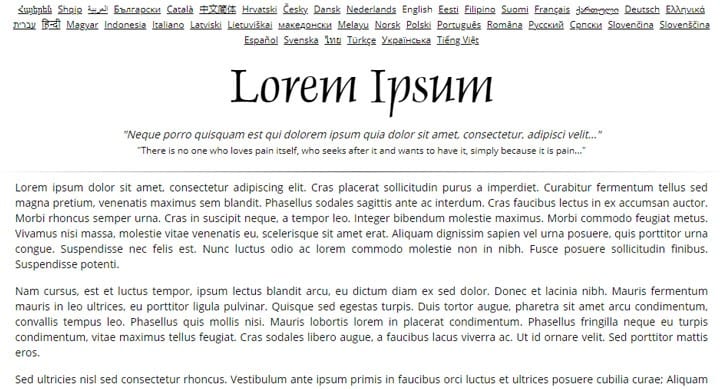 Հայերեն Shqip العربية Български Català 中文简体 Hrvatski Česky Dansk Nederlands English Eesti Filipino Suomi Français ქართული Deutsch Ελληνικά
עברית हिन्दी Magyar Indonesia Italiano Latviski Lietuviškai македонски Melayu Norsk Polski Português Româna Pyccкий Српски Slovenčina Slovenščina
Español Svenska ไทย Türkçe Українська Tiếng Việt
Lorem Ipsum
"Neque porro quisquam est qui dolorem ipsum quia dolor sit amet, consectetur, adipisci velit..."
"There is no one who loves pain itself, who seeks after it and wants to have it, simply because it is pain..."
Lorem ipsum dolor sit amet, consectetur adipiscing elit. Cras placerat sollicitudin purus a imperdiet. Curabitur fermentum tellus sed
magna pretium, venenatis maximus sem blandit. Phasellus sodales sagittis ante ac interdum. Cras faucibus lectus in ex accumsan auctor.
Morbi rhoncus semper urna. Cras in suscipit neque, a tempor leo. Integer bibendum molestie maximus. Morbi commodo feugiat metus.
Vivamus nisi massa, molestie vitae venenatis eu, scelerisque sit amet erat. Aliquam dignissim sapien vel urna posuere, quis porttitor urna
congue. Suspendisse nec felis est. Nunc luctus odio ac lorem commodo molestie non in nibh. Fusce posuere sollicitudin finibus.
Suspendisse potenti.
Nam cursus, est et luctus tempor, ipsum lectus blandit arcu, eu dictum diam ex sed dolor. Donec et lacinia nibh. Mauris fermentum
mauris in leo ultrices, eu porttitor ligula pulvinar. Quisque sed egestas turpis. Duis tortor augue, pharetra sit amet arcu condimentum,
convallis tempus leo. Phasellus quis mollis nisi. Mauris lobortis lorem in placerat condimentum. Phasellus fringilla neque eu turpis
condimentum, vitae maximus tellus feugiat. Cras sodales libero augue, a faucibus lacus viverra ac. Ut id ornare velit. Sed porttitor mattis
eros.
Sed ultricies nisl sed consectetur rhoncus. Vestibulum ante ipsum primis in faucibus orci luctus et ultrices posuere cubilia curae; Aliquam